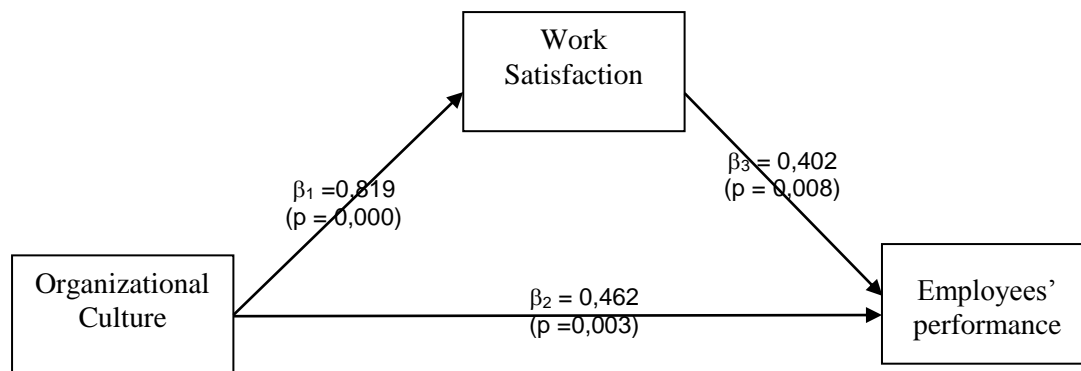 Work
Satisfaction
β₃ = 0,402
(p = 0,008)
β₁ =0,819
(p = 0,000)
Organizational
Culture
β₂ = 0,462
(p =0,003)
Employees’
performance